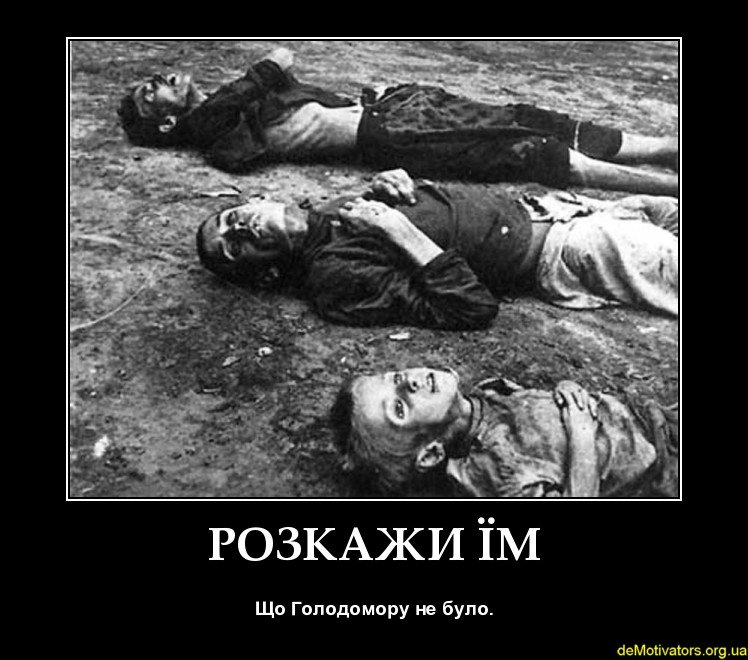 РОЗКАЖИ ЇМ
Що Голодомору не було.
deMotivators.org.ua